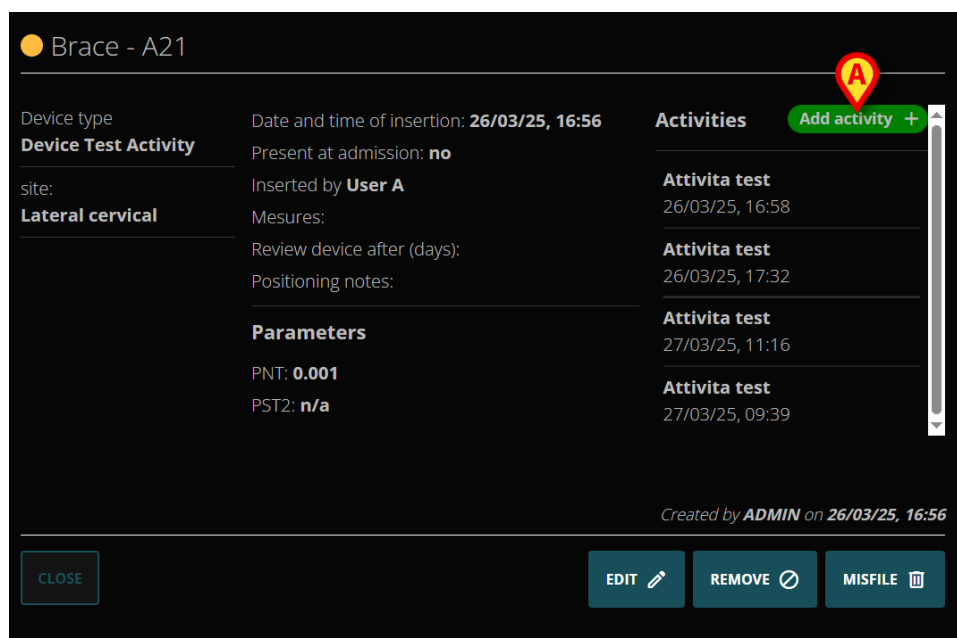 Brace - A21
A
Device type
Device Test Activity
site:
Lateral cervical
Date and time of insertion: 26/03/25, 16:56
Present at admission: no
Inserted by User A
Mesures:
Review device after (days):
Positioning notes:
Parameters
PNT: 0.001
PST2: n/a
Activities
Add activity +
Attivita test
26/03/25, 16:58
Attivita test
26/03/25, 17:32
Attivita test
27/03/25, 11:16
Attivita test
27/03/25, 09:39
Created by ADMIN on 26/03/25, 16:56
CLOSE
EDIT
REMOVE
MISFILE